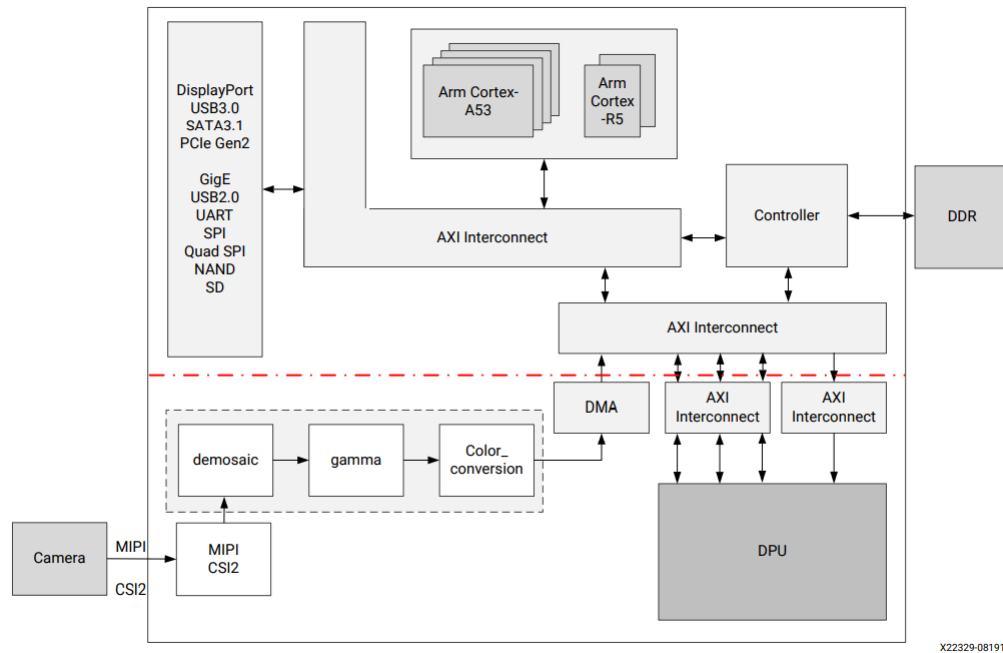 DisplayPort
USB3.0
SATA3.1
PCIe Gen2
GigE
USB2.0
UART
SPI
Quad SPI
NAND
SD
Arm Cortex-
A53
Arm
Cortex
-R5
AXI Interconnect
Controller
DDR
AXI Interconnect
DMA
AXI
Interconnect
AXI
Interconnect
demosaic
gamma
Color_
conversion
Camera
MIPI
CSI2
MIPI
CSI2
DPU
X22329-08191